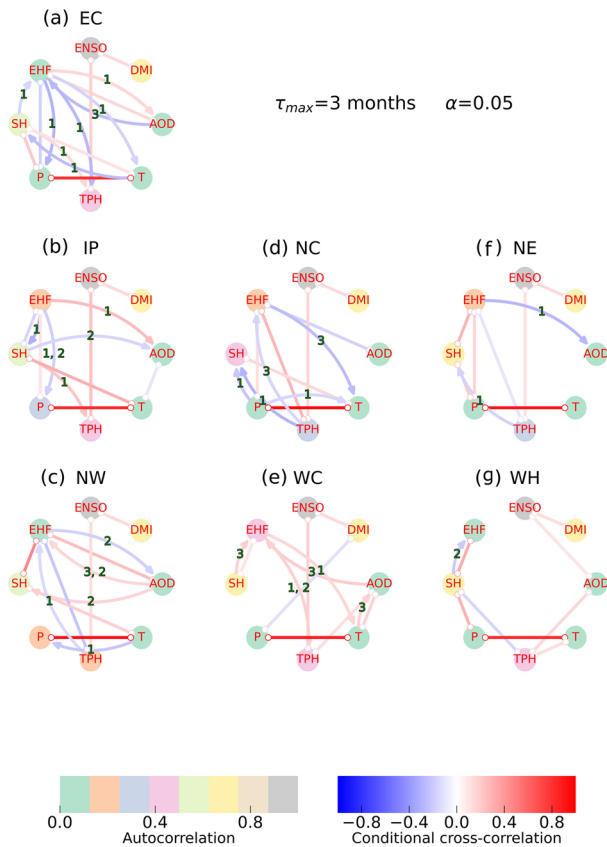 (a) EC
ENSO
EHF
DMI
1
1
3 1
SH
AOD
1
1
1
1
P
T
TPH
τmax=3 months α=0.05
(b) IP
ENSO
EHF
DMI
1
1
2
SH
AOD
1, 2
1
P
T
TPH
(d) NC
ENSO
EHF
DMI
3
SH
AOD
3
1
1
1
P
T
TPH
(f) NE
ENSO
EHF
DMI
1
SH
AOD
1
P
T
TPH
(c) NW
ENSO
EHF
DMI
2
3, 2
SH
AOD
1
2
P
T
1
TPH
(e) WC
ENSO
EHF
DMI
3
3 1
SH
AOD
1, 2
3
P
T
TPH
(g) WH
ENSO
EHF
DMI
2
SH
AOD
P
T
TPH
0.0 0.4 0.8
Autocorrelation
−0.8 −0.4 0.0 0.4 0.8
Conditional cross-correlation